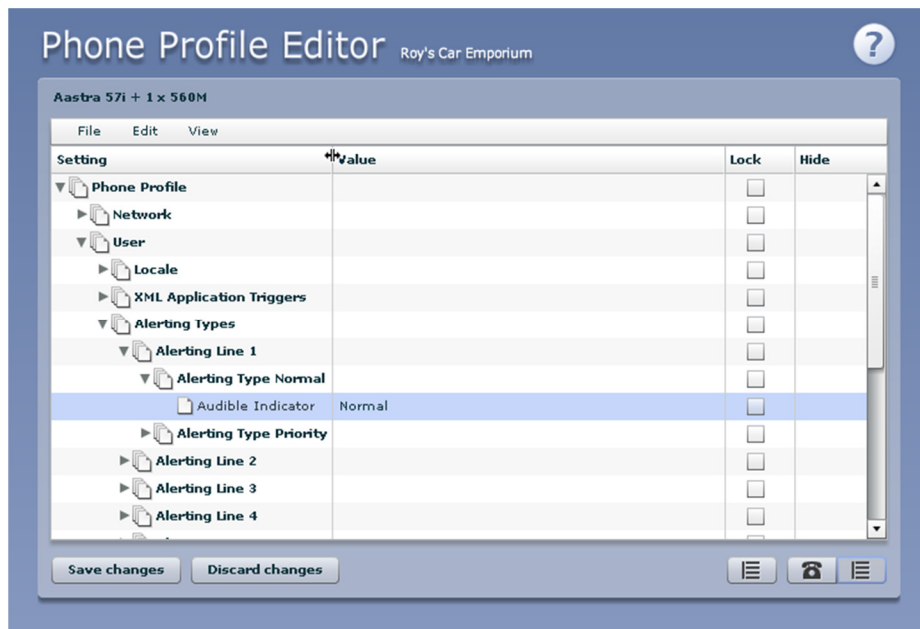 Phone Profile Editor Roy's Car Emporium ?
Aastra 57i + 1 x 560M
File Edit View
Setting Value Lock Hide
Phone Profile
Network
User
Locale
XML Application Triggers
Alerting Types
Alerting Line 1
Alerting Type Normal
Audible Indicator Normal
Alerting Type Priority
Alerting Line 2
Alerting Line 3
Alerting Line 4
Save changes Discard changes